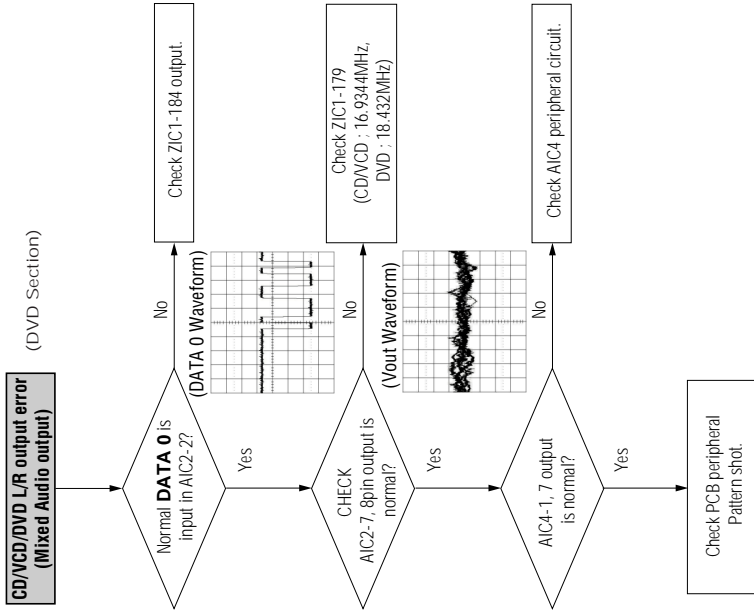 CD/VCD/DVD L/R output error
(Mixed Audio output)
(DVD Section)
Normal DATA 0 is
input in AIC2-2?
No
Check ZIC1-184 output.
(DATA 0 Waveform)
Yes
CHECK
AIC2-7, 8pin output is
normal?
No
Check ZIC1-179
(CD/VCD ; 16.9344MHz,
DVD ; 18.432MHz)
(Vout Waveform)
Yes
AIC4-1, 7 output
is normal?
No
Check AIC4 peripheral circuit.
Yes
Check PCB peripheral
Pattern shot.